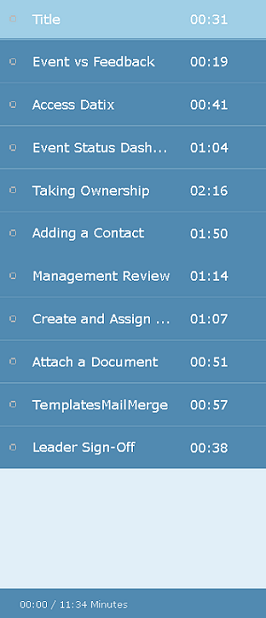 Title 00:31
Event vs Feedback 00:19
Access Datix 00:41
Event Status Dash... 01:04
Taking Ownership 02:16
Adding a Contact 01:50
Management Review 01:14
Create and Assign ... 01:07
Attach a Document 00:51
TemplatesMailMerge 00:57
Leader Sign-Off 00:38
00:00 / 11:34 Minutes